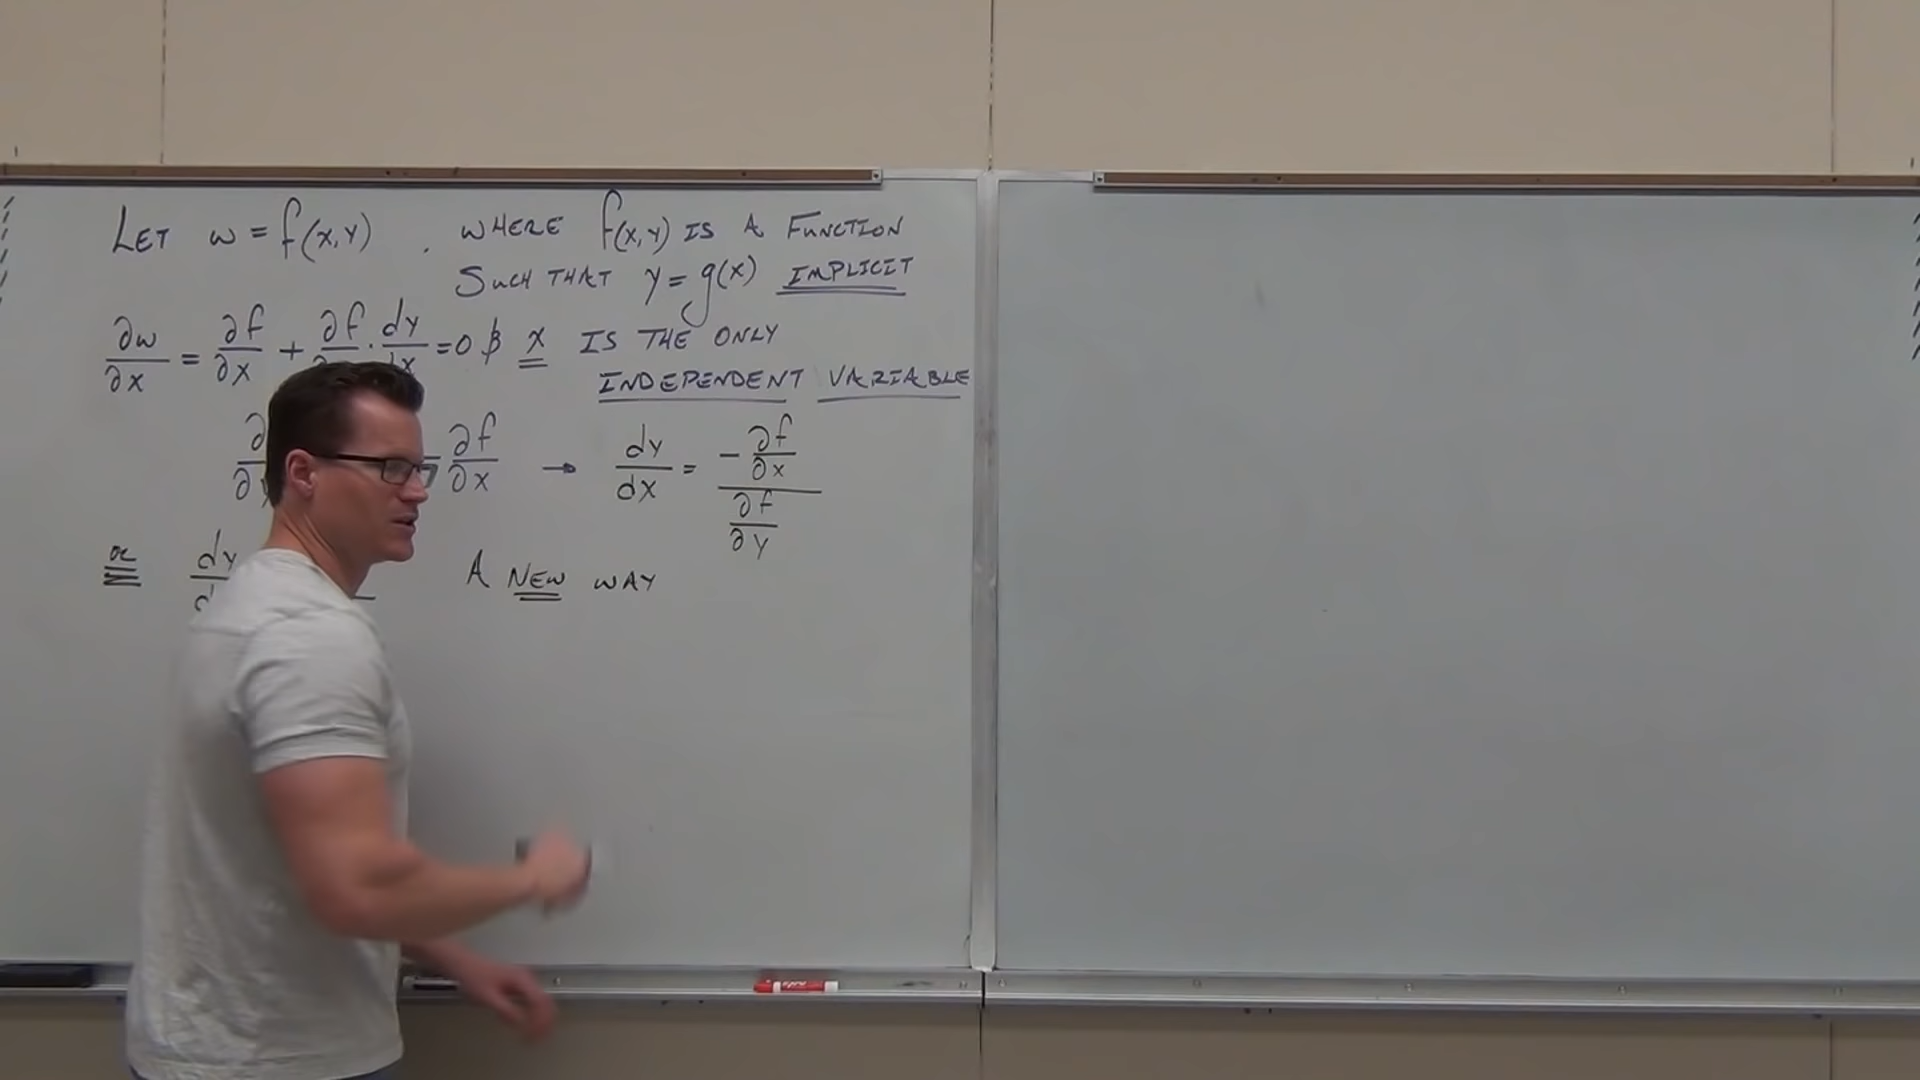 LET w = f(x,y) . WHERE f(x,y) IS A FUNCTION
SUCH THAT y = g(x) IMPLICIT
∂w/∂x = ∂f/∂x + ∂f · dy/dx = 0 & x IS THE ONLY
INDEPENDENT VARIABLE
∂f/∂x → dy/dx = -∂f/∂x / ∂f/∂y
OR dy A NEW WAY